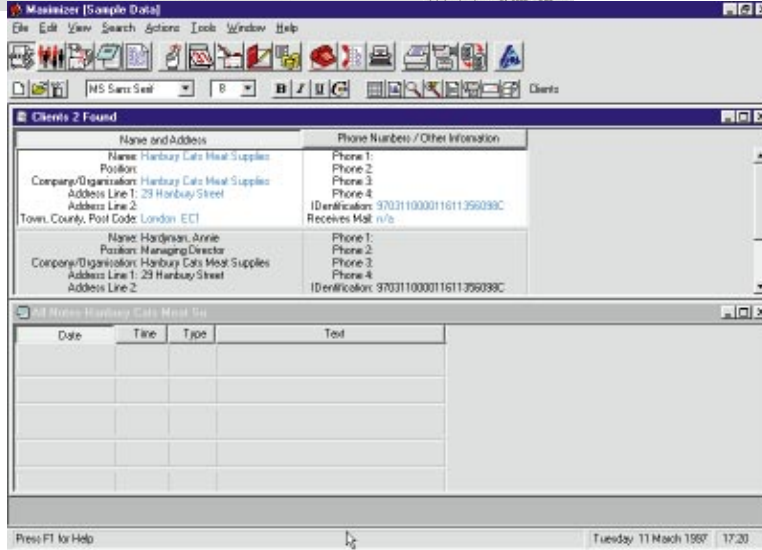 Maximizer [Sample Data]
File Edit View Search Actions Tools Window Help
MS Sans Serif 8 B I U Clients
Clients 2 Found
Name and Address Phone Numbers / Other Information
Name: Hanbury Cats Meat Supplies Phone 1:
Position: Phone 2:
Company/Organisation: Hanbury Cats Meat Supplies Phone 3:
Address Line 1: 29 Hanbury Street Phone 4:
Address Line 2: IDentification: 970311000011611356098C
Town, County, Post Code: London EC1 Receives Mail: n/a
Name: Hardyman, Annie Phone 1:
Position: Managing Director Phone 2:
Company/Organisation: Hanbury Cats Meat Supplies Phone 3:
Address Line 1: 29 Hanbury Street Phone 4:
Address Line 2: IDentification: 970311000011611356098C
All Notes Hanbury Cats Meat Su
Date Time Type Text
Press F1 for Help Tuesday 11 March 1997 17:20